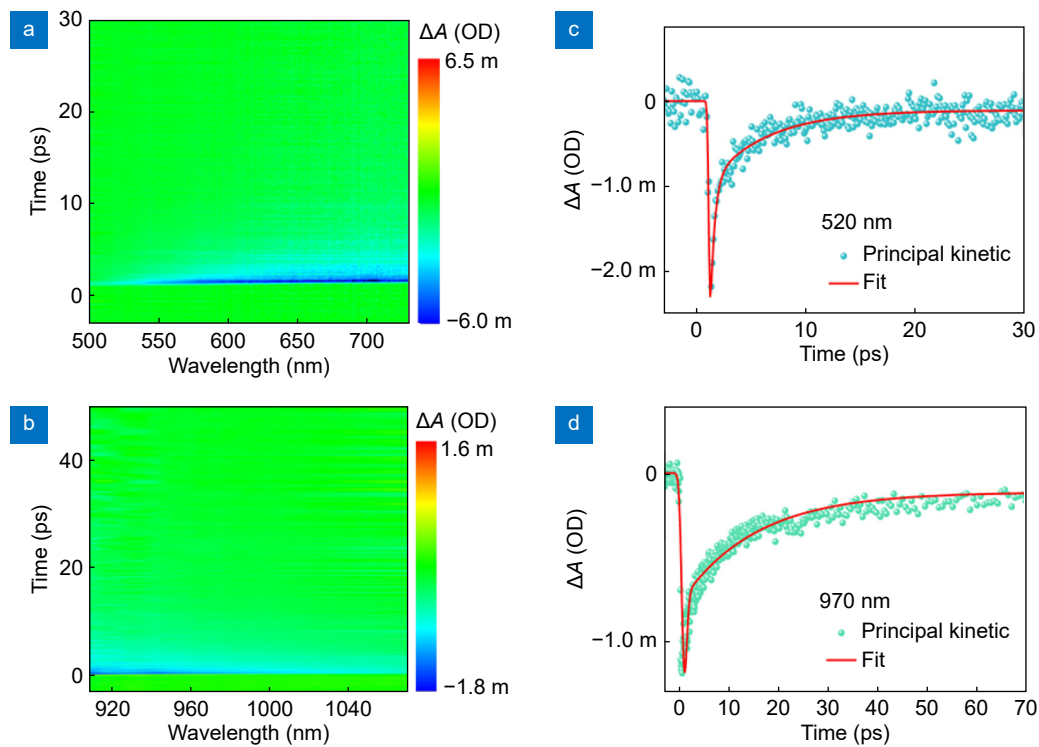 a
30
20
10
0
Time (ps)
500
550
600
650
700
Wavelength (nm)
ΔA (OD)
6.5 m
−6.0 m
c
0
−1.0 m
−2.0 m
ΔA (OD)
520 nm
Principal kinetic
Fit
0
10
20
30
Time (ps)
b
40
20
0
Time (ps)
920
960
1000
1040
Wavelength (nm)
ΔA (OD)
1.6 m
−1.8 m
d
0
−1.0 m
ΔA (OD)
970 nm
Principal kinetic
Fit
0
10
20
30
40
50
60
70
Time (ps)